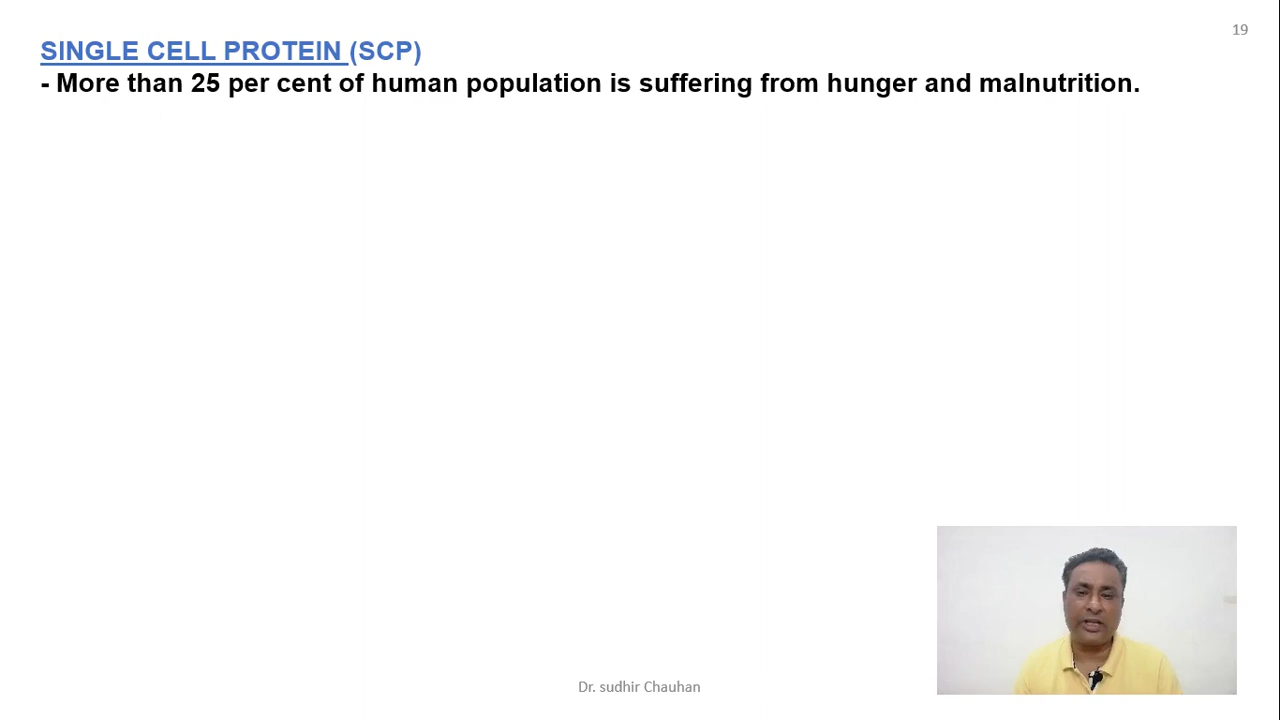 19
SINGLE CELL PROTEIN (SCP)
- More than 25 per cent of human population is suffering from hunger and malnutrition.
Dr. sudhir Chauhan